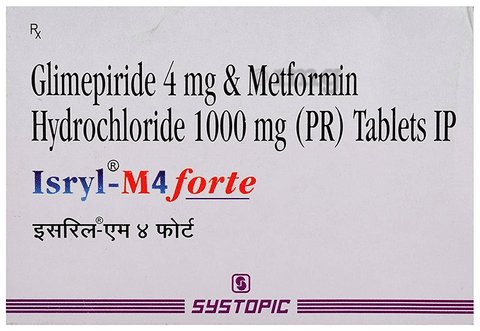 Rx
Glimepiride 4 mg & Metformin
Hydrochloride 1000 mg (PR) Tablets IP
Isryl®-M4 forte
इसरिल®-एम ४ फोर्ट
S
SYSTOPIC